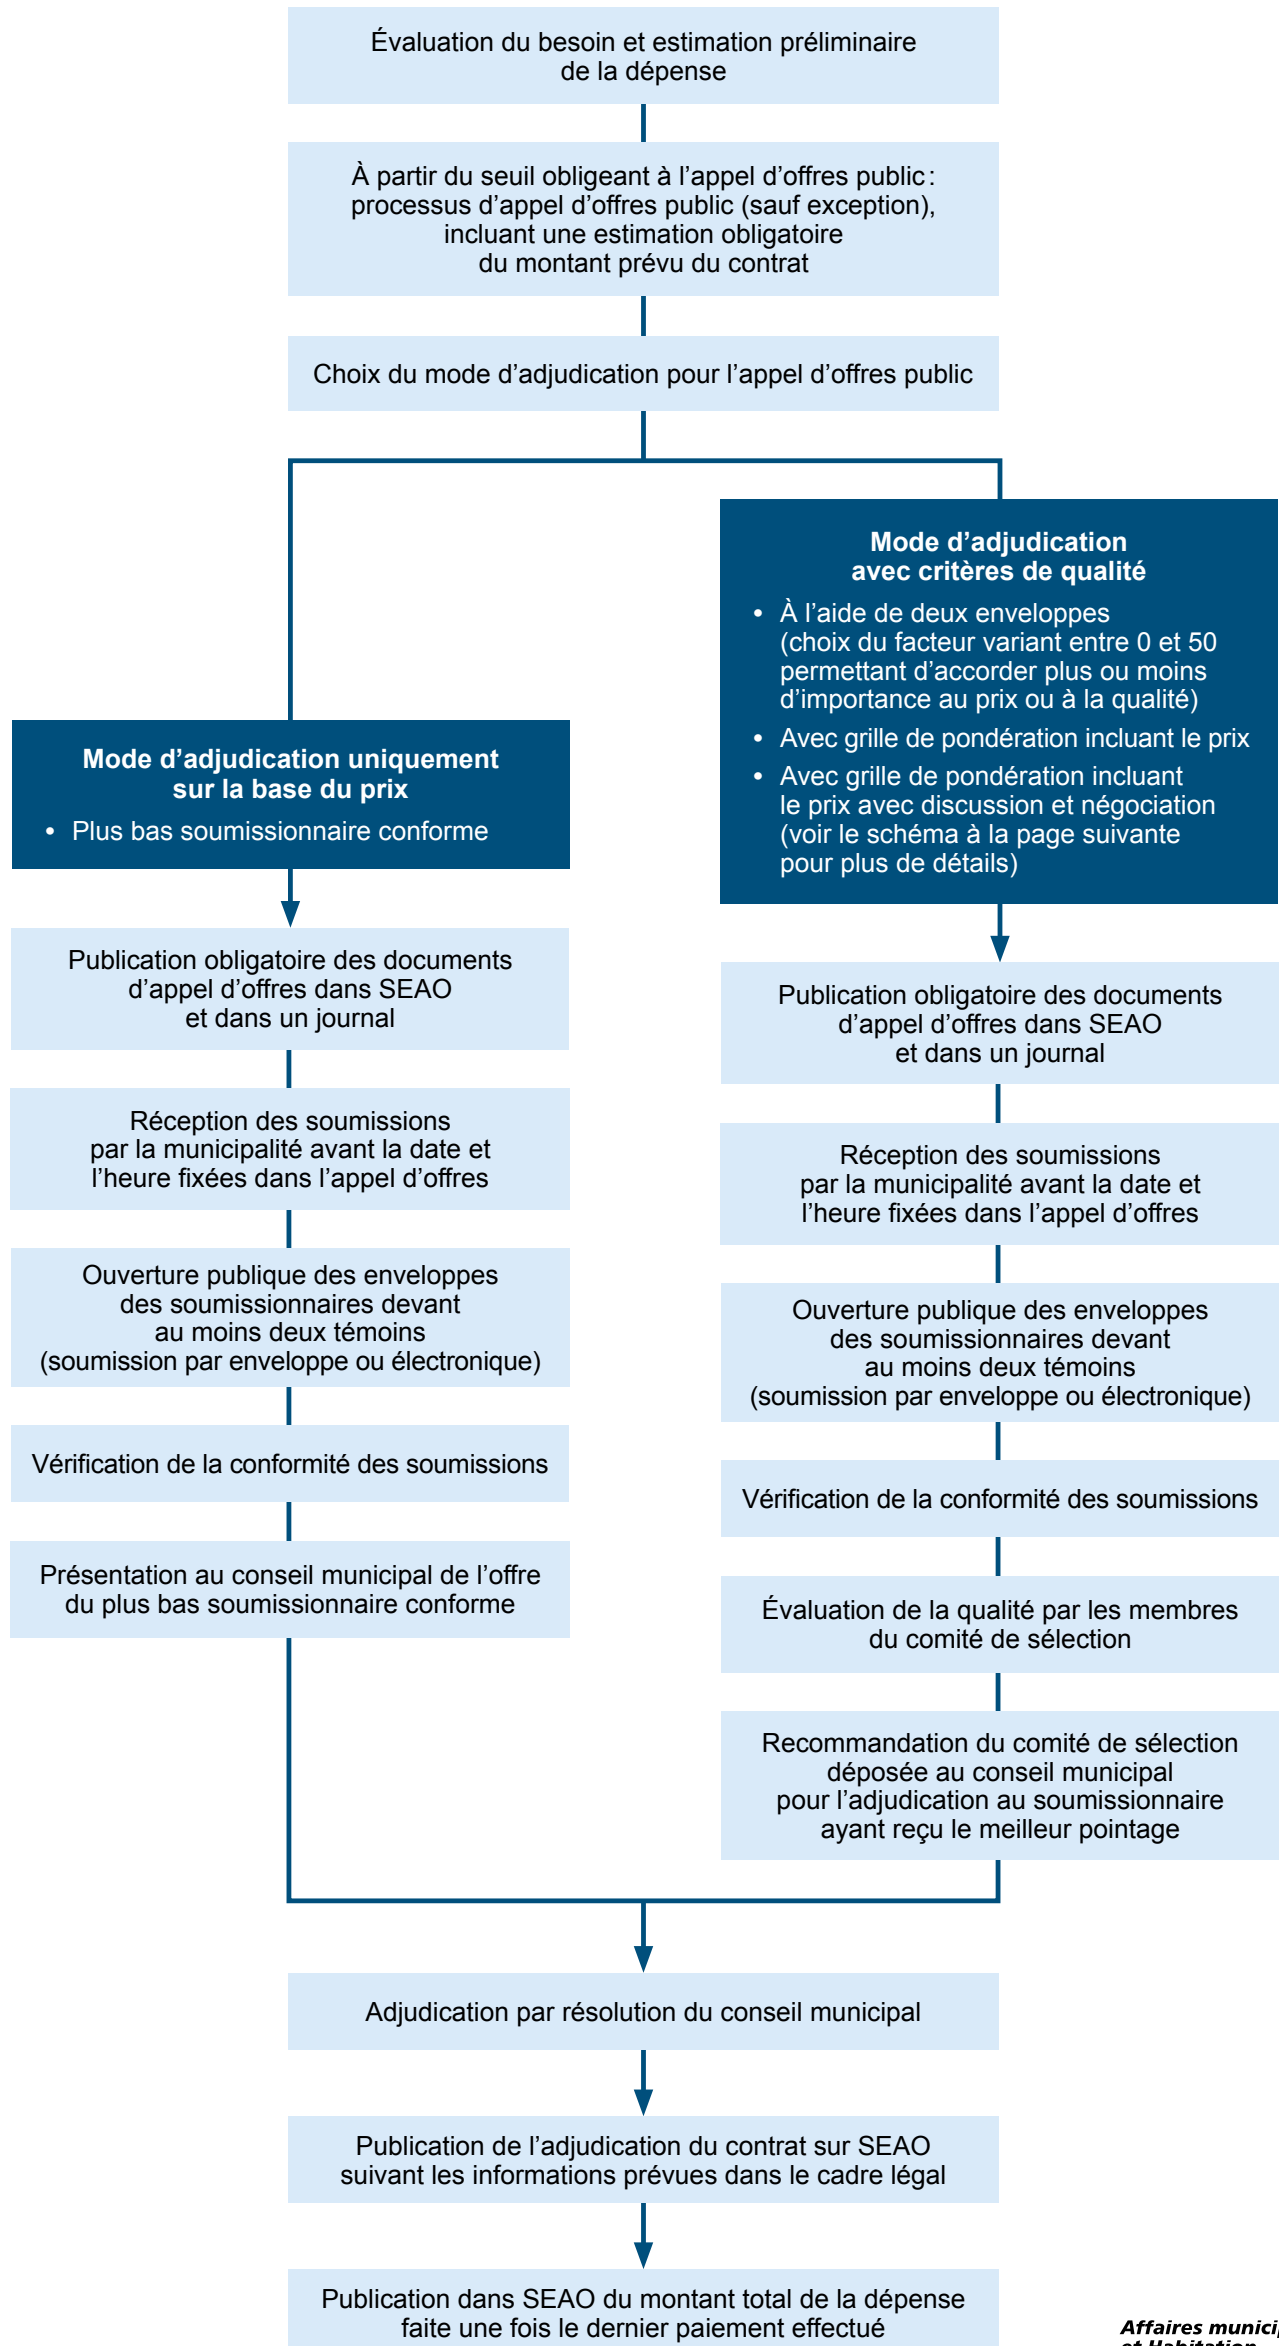 Évaluation du besoin et estimation préliminaire
de la dépense
À partir du seuil obligeant à l’appel d’offres public :
processus d’appel d’offres public (sauf exception),
incluant une estimation obligatoire
du montant prévu du contrat
Choix du mode d’adjudication pour l’appel d’offres public
Mode d’adjudication uniquement
sur la base du prix
• Plus bas soumissionnaire conforme
Publication obligatoire des documents
d’appel d’offres dans SEAO
et dans un journal
Réception des soumissions
par la municipalité avant la date et
l’heure fixées dans l’appel d’offres
Ouverture publique des enveloppes
des soumissionnaires devant
au moins deux témoins
(soumission par enveloppe ou électronique)
Vérification de la conformité des soumissions
Présentation au conseil municipal de l’offre
du plus bas soumissionnaire conforme
Mode d’adjudication
avec critères de qualité
• À l’aide de deux enveloppes
(choix du facteur variant entre 0 et 50
permettant d’accorder plus ou moins
d’importance au prix ou à la qualité)
• Avec grille de pondération incluant le prix
• Avec grille de pondération incluant
le prix avec discussion et négociation
(voir le schéma à la page suivante
pour plus de détails)
Publication obligatoire des documents
d’appel d’offres dans SEAO
et dans un journal
Réception des soumissions
par la municipalité avant la date et
l’heure fixées dans l’appel d’offres
Ouverture publique des enveloppes
des soumissionnaires devant
au moins deux témoins
(soumission par enveloppe ou électronique)
Vérification de la conformité des soumissions
Évaluation de la qualité par les membres
du comité de sélection
Recommandation du comité de sélection
déposée au conseil municipal
pour l’adjudication au soumissionnaire
ayant reçu le meilleur pointage
Adjudication par résolution du conseil municipal
Publication de l’adjudication du contrat sur SEAO
suivant les informations prévues dans le cadre légal
Publication dans SEAO du montant total de la dépense
faite une fois le dernier paiement effectué
Affaires
et Habitation